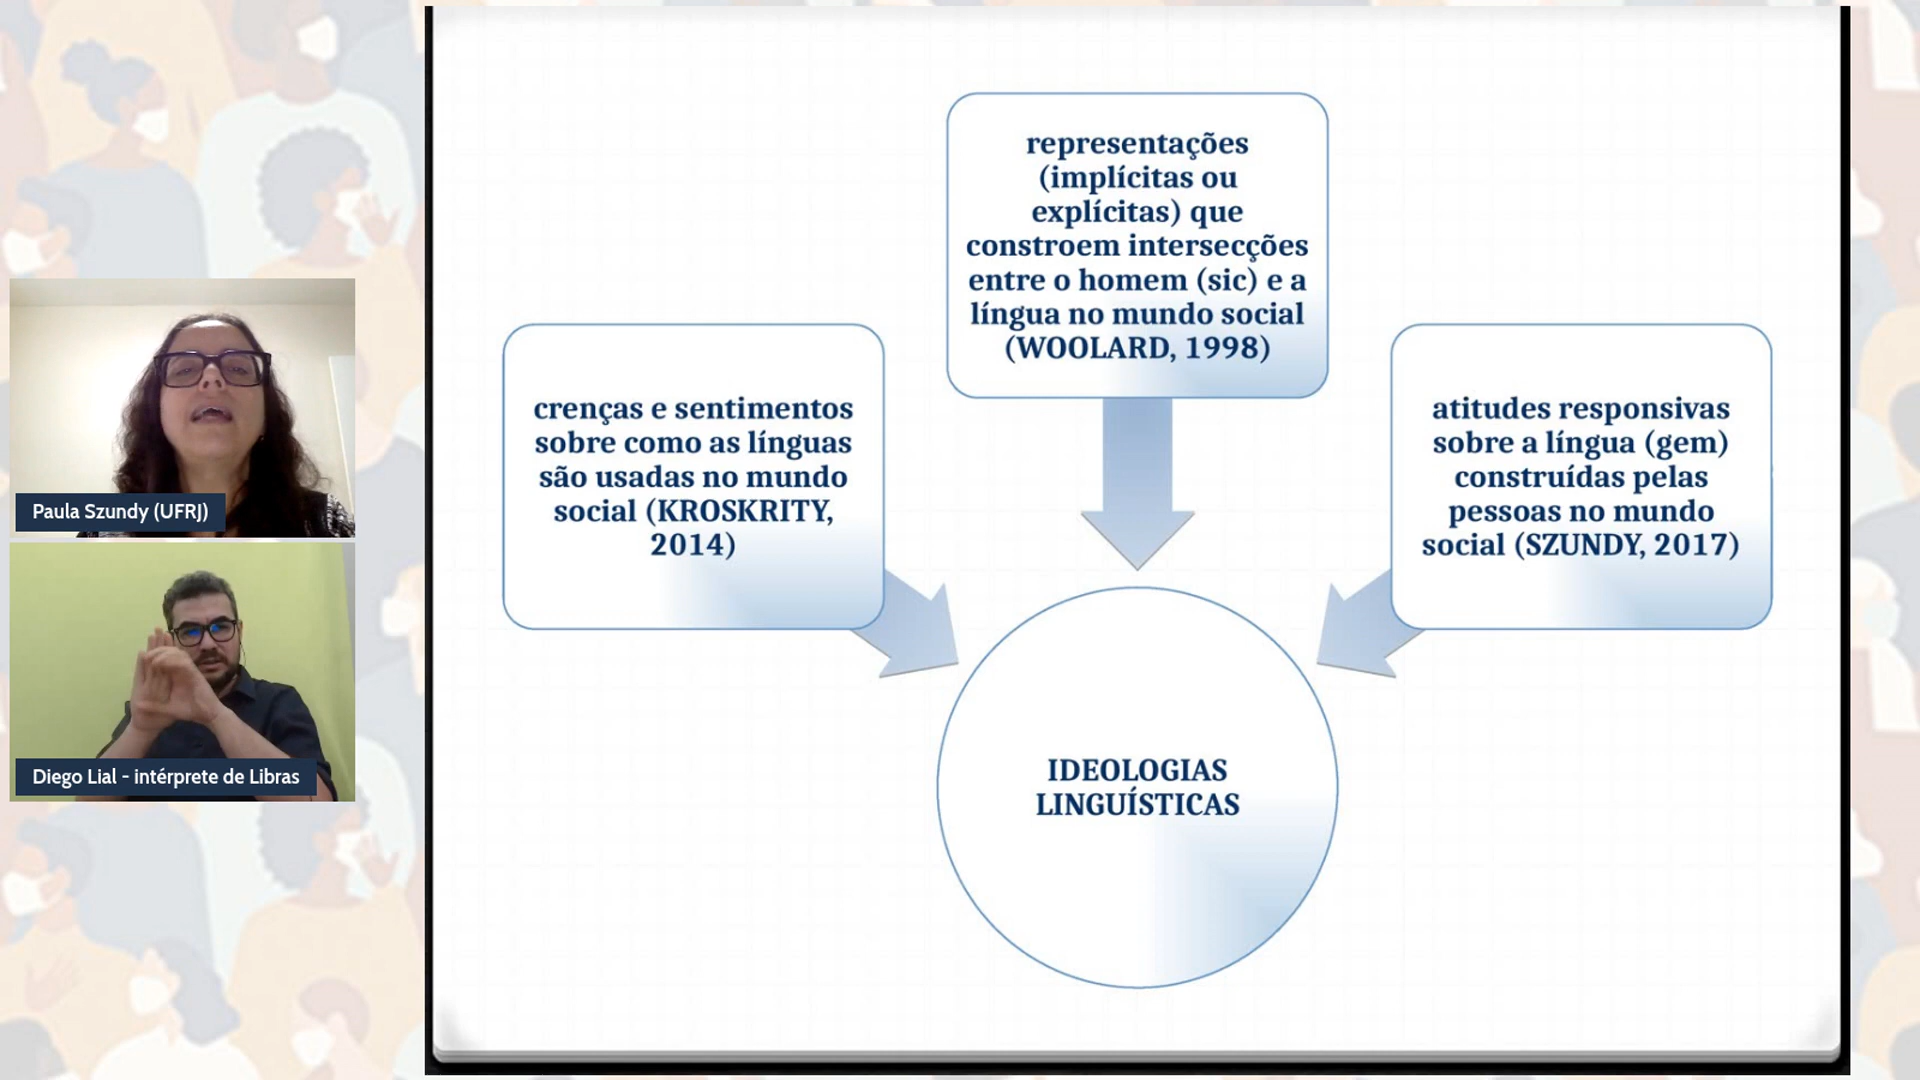 representações
(implícitas ou
explícitas) que
constroem intersecções
entre o homem (sic) e a
língua no mundo social
(WOOLARD, 1998)
crenças e sentimentos
sobre como as línguas
são usadas no mundo
social (KROSKRITY,
2014)
atitudes responsivas
sobre a língua (gem)
construídas pelas
pessoas no mundo
social (SZUNDY, 2017)
IDEOLOGIAS
LINGUÍSTICAS
Paula Szundy (UFRJ)
Diego Lial - intérprete de Libras